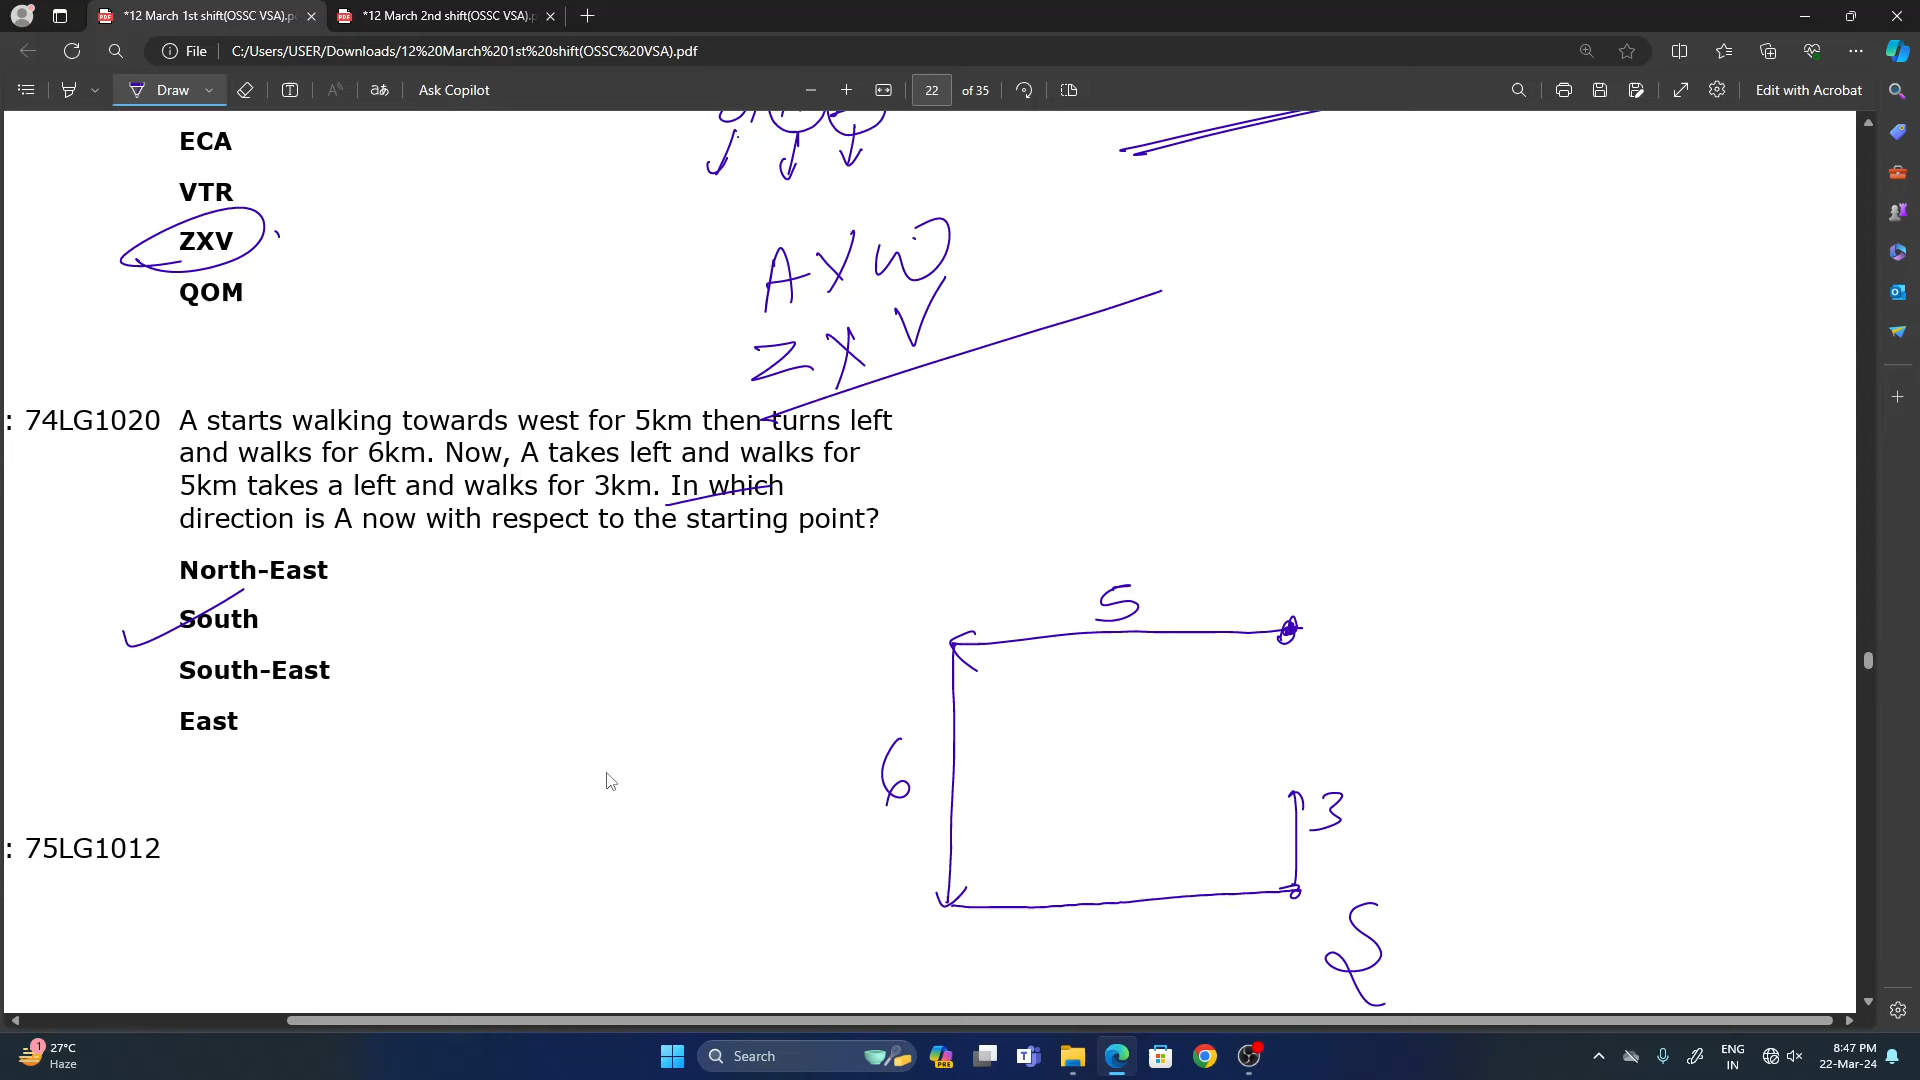 *12 March 1st shift(OSSC VSA).p
*12 March 2nd shift(OSSC VSA).p
File
C:/Users/USER/Downloads/12%20March%201st%20shift(OSSC%20VSA).pdf
Draw
aあ
Ask Copilot
22 of 35
Edit with Acrobat
ECA
VTR
ZXV
QOM
A Y W
Z X V
: 74LG1020 A starts walking towards west for 5km then turns left
and walks for 6km. Now, A takes left and walks for
5km takes a left and walks for 3km. In which
direction is A now with respect to the starting point?
North-East
South
South-East
East
5
6
3
S
: 75LG1012
1
27°C
Haze
Search
PRE
ENG
IN
8:47 PM
22-Mar-24